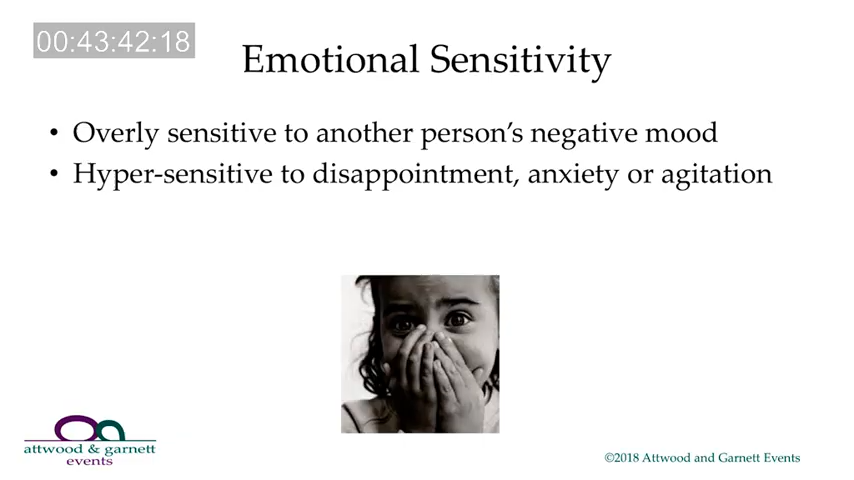 00:43:42:18
Emotional Sensitivity
• Overly sensitive to another person's negative mood
• Hyper-sensitive to disappointment, anxiety or agitation
attwood & garnett
events
©2018 Attwood and Garnett Events